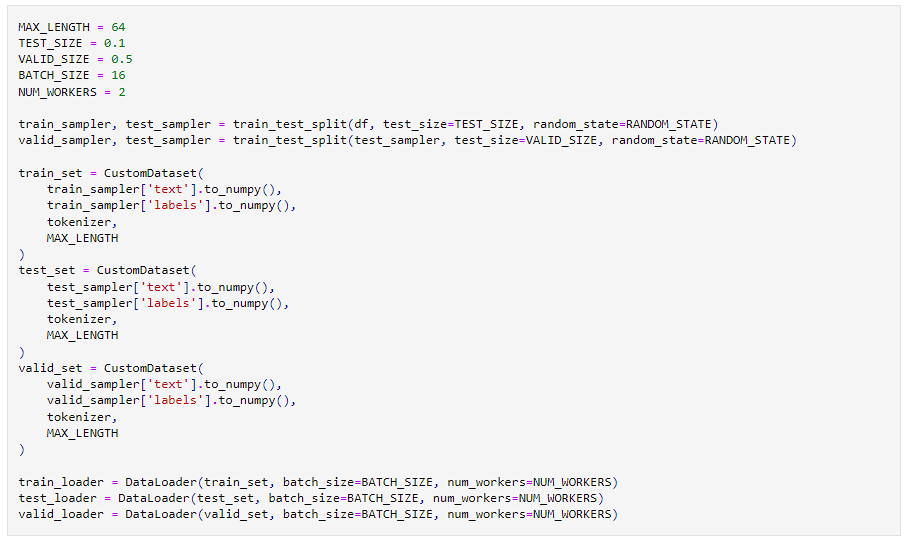 MAX_LENGTH = 64
TEST_SIZE = 0.1
VALID_SIZE = 0.5
BATCH_SIZE = 16
NUM_WORKERS = 2

train_sampler, test_sampler = train_test_split(df, test_size=TEST_SIZE, random_state=RANDOM_STATE)
valid_sampler, test_sampler = train_test_split(test_sampler, test_size=VALID_SIZE, random_state=RANDOM_STATE)

train_set = CustomDataset(
    train_sampler['text'].to_numpy(),
    train_sampler['labels'].to_numpy(),
    tokenizer,
    MAX_LENGTH
)
test_set = CustomDataset(
    test_sampler['text'].to_numpy(),
    test_sampler['labels'].to_numpy(),
    tokenizer,
    MAX_LENGTH
)
valid_set = CustomDataset(
    valid_sampler['text'].to_numpy(),
    valid_sampler['labels'].to_numpy(),
    tokenizer,
    MAX_LENGTH
)

train_loader = DataLoader(train_set, batch_size=BATCH_SIZE, num_workers=NUM_WORKERS)
test_loader = DataLoader(test_set, batch_size=BATCH_SIZE, num_workers=NUM_WORKERS)
valid_loader = DataLoader(valid_set, batch_size=BATCH_SIZE, num_workers=NUM_WORKERS)